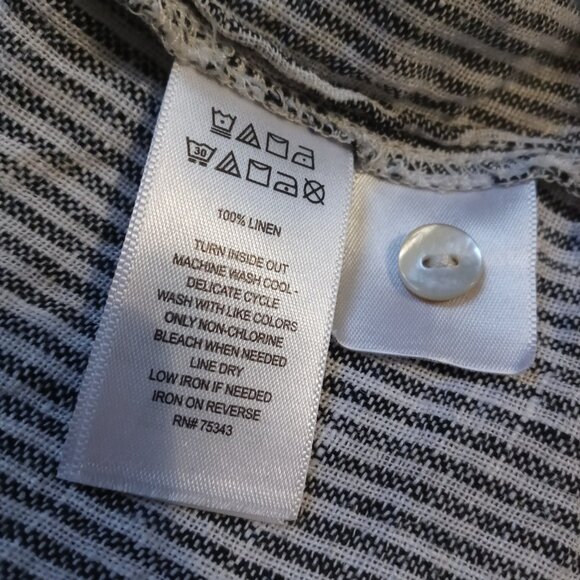 30
100% LINEN
TURN INSIDE OUT
MACHINE WASH COOL -
DELICATE CYCLE
WASH WITH LIKE COLORS
ONLY NON-CHLORINE
BLEACH WHEN NEEDED
LINE DRY
LOW IRON IF NEEDED
IRON ON REVERSE
RN# 75343